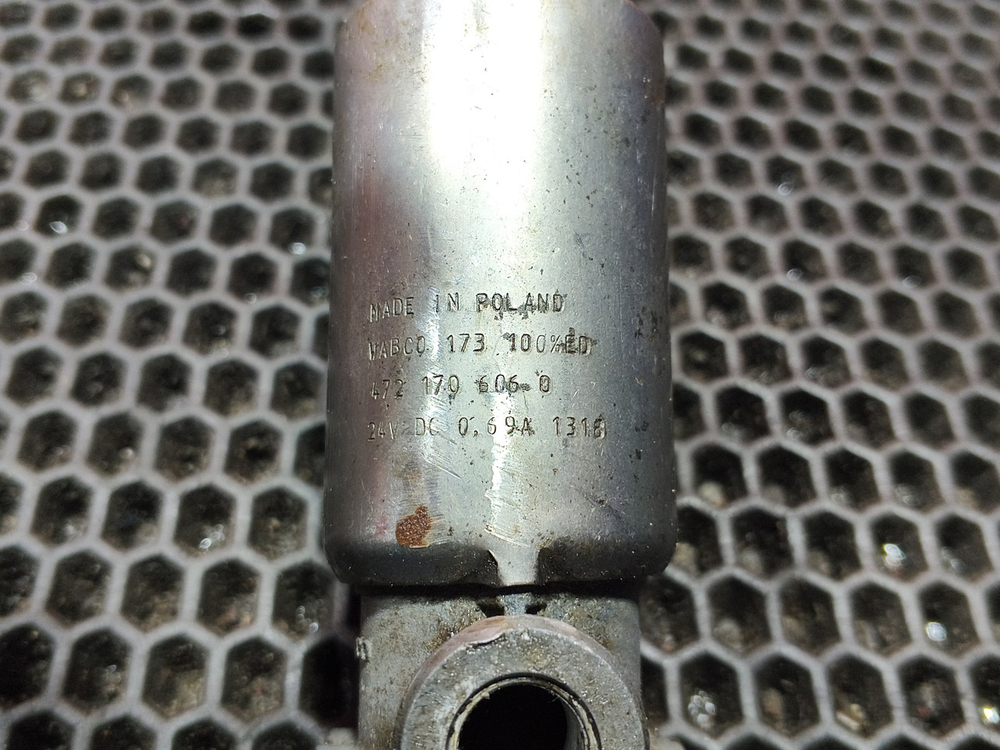 MADE IN POLAND
WABCO 173 100%ED
472 170 606 0
24V DC 0.69A 1318